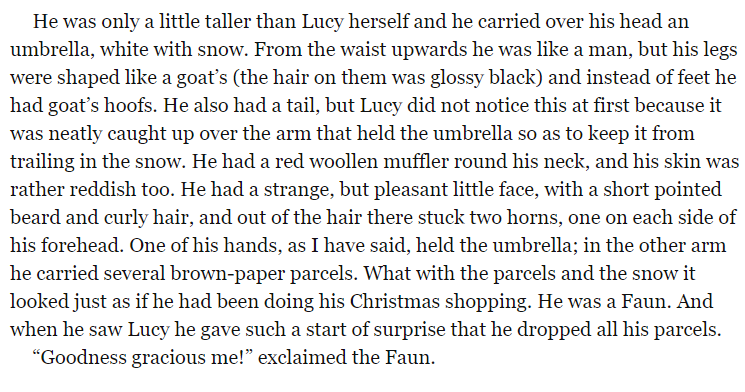 He was only a little taller than Lucy herself and he carried over his head an
umbrella, white with snow. From the waist upwards he was like a man, but his legs
were shaped like a goat’s (the hair on them was glossy black) and instead of feet he
had goat’s hoofs. He also had a tail, but Lucy did not notice this at first because it
was neatly caught up over the arm that held the umbrella so as to keep it from
trailing in the snow. He had a red woollen muffler round his neck, and his skin was
rather reddish too. He had a strange, but pleasant little face, with a short pointed
beard and curly hair, and out of the hair there stuck two horns, one on each side of
his forehead. One of his hands, as I have said, held the umbrella; in the other arm
he carried several brown-paper parcels. What with the parcels and the snow it
looked just as if he had been doing his Christmas shopping. He was a Faun. And
when he saw Lucy he gave such a start of surprise that he dropped all his parcels.
“Goodness gracious me!” exclaimed the Faun.